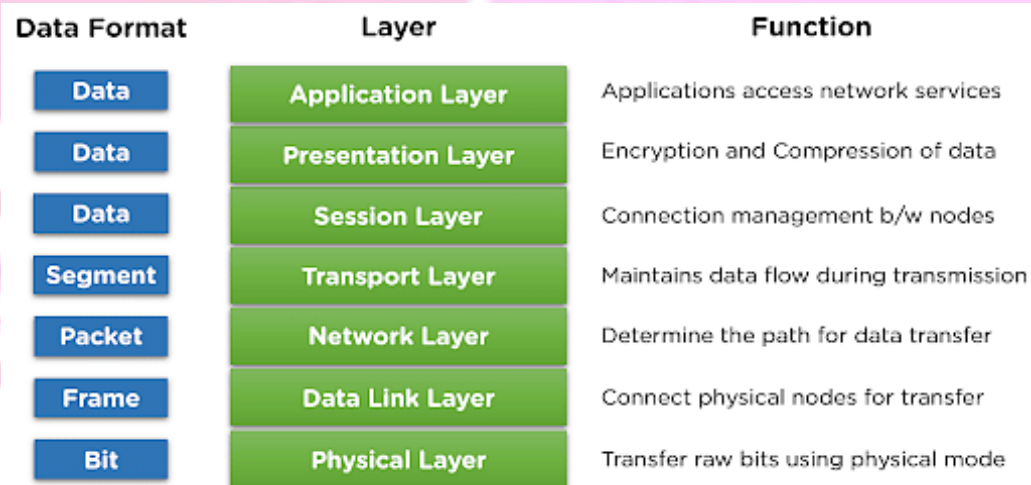 Data Format Layer Function
Data Application Layer Applications access network services
Data Presentation Layer Encryption and Compression of data
Data Session Layer Connection management b/w nodes
Segment Transport Layer Maintains data flow during transmission
Packet Network Layer Determine the path for data transfer
Frame Data Link Layer Connect physical nodes for transfer
Bit Physical Layer Transfer raw bits using physical mode